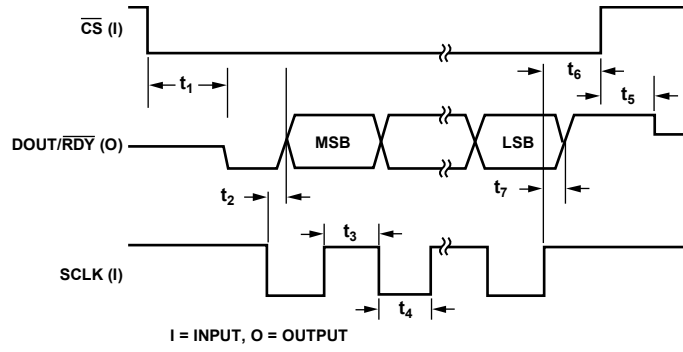 CS (I)
t6
t1
t5
DOUT/RDY (O)
MSB
LSB
t2
t7
t3
SCLK (I)
t4
I = INPUT, O = OUTPUT